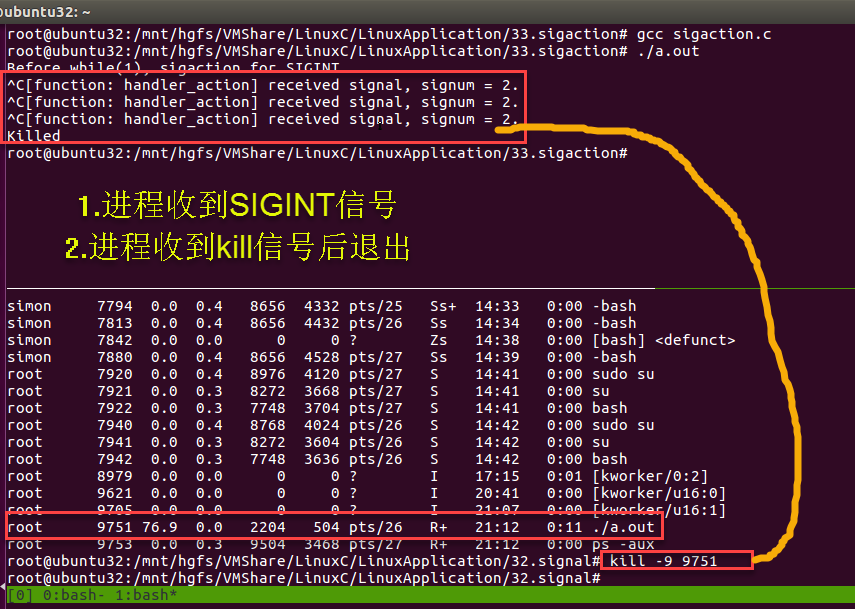 ubuntu32: ~
root@ubuntu32:/mnt/hgfs/VMShare/LinuxC/LinuxApplication/33.sigaction# gcc sigaction.c
root@ubuntu32:/mnt/hgfs/VMShare/LinuxC/LinuxApplication/33.sigaction# ./a.out
Before while(1), sigaction for SIGINT
^C[function: handler_action] received signal, signum = 2.
^C[function: handler_action] received signal, signum = 2.
^C[function: handler_action] received signal, signum = 2.
Killed
root@ubuntu32:/mnt/hgfs/VMShare/LinuxC/LinuxApplication/33.sigaction#
1.进程收到SIGINT信号
2.进程收到kill信号后退出
simon 7794 0.0 0.4 8656 4332 pts/25 Ss+ 14:33 0:00 -bash
simon 7813 0.0 0.4 8656 4432 pts/26 Ss 14:34 0:00 -bash
simon 7842 0.0 0.0 0 0 ? Zs 14:38 0:00 [bash] <defunct>
simon 7880 0.0 0.4 8656 4528 pts/27 Ss 14:39 0:00 -bash
root 7920 0.0 0.4 8976 4120 pts/27 S 14:41 0:00 sudo su
root 7921 0.0 0.3 8272 3668 pts/27 S 14:41 0:00 su
root 7922 0.0 0.3 7748 3704 pts/27 S 14:41 0:00 bash
root 7940 0.0 0.4 8768 4024 pts/26 S 14:42 0:00 sudo su
root 7941 0.0 0.3 8272 3604 pts/26 S 14:42 0:00 su
root 7942 0.0 0.3 7748 3636 pts/26 S 14:42 0:00 bash
root 8979 0.0 0.0 0 0 ? I 17:15 0:01 [kworker/0:2]
root 9621 0.0 0.0 0 0 ? I 20:41 0:00 [kworker/u16:0]
root 9705 0.0 0.0 0 0 ? I 21:07 0:00 [kworker/u16:1]
root 9751 76.9 0.0 2204 504 pts/26 R+ 21:12 0:11 ./a.out
root 9753 0.0 0.3 9504 3468 pts/27 R+ 21:12 0:00 ps -aux
root@ubuntu32:/mnt/hgfs/VMShare/LinuxC/LinuxApplication/32.signal# kill -9 9751
root@ubuntu32:/mnt/hgfs/VMShare/LinuxC/LinuxApplication/32.signal#
[0] 0:bash- 1:bash*